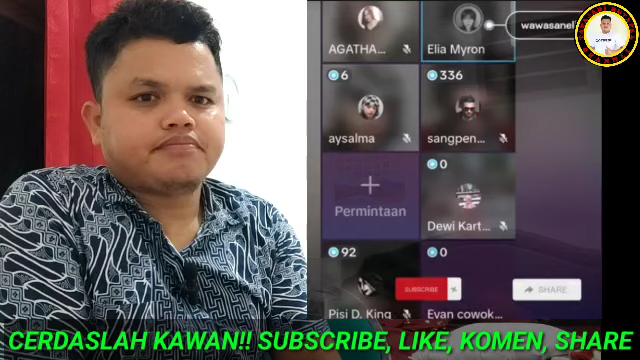 AGATHA...
Elia Myron
wawasanel
6
336
aysalma
sangpen...
0
Permintaan
Dewi Kart...
92
0
SUBSCRIBE
SHARE
Pisi D. King
Evan cowok...
CERDASLAH KAWAN!! SUBSCRIBE, LIKE, KOMEN, SHARE